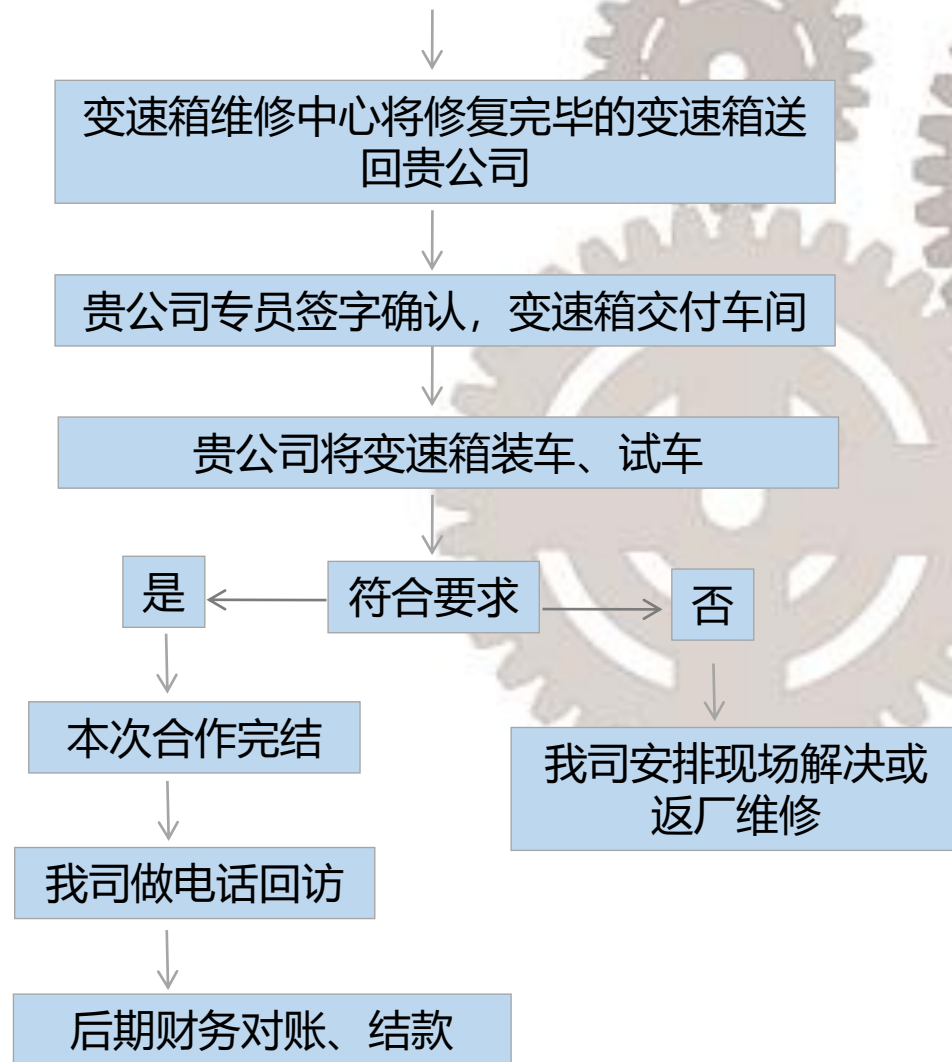 变速箱维修中心将修复完毕的变速箱送
回贵公司
贵公司专员签字确认，变速箱交付车间
贵公司将变速箱装车、试车
是
符合要求
否
本次合作完结
我司安排现场解决或
返厂维修
我司做电话回访
后期财务对账、结款